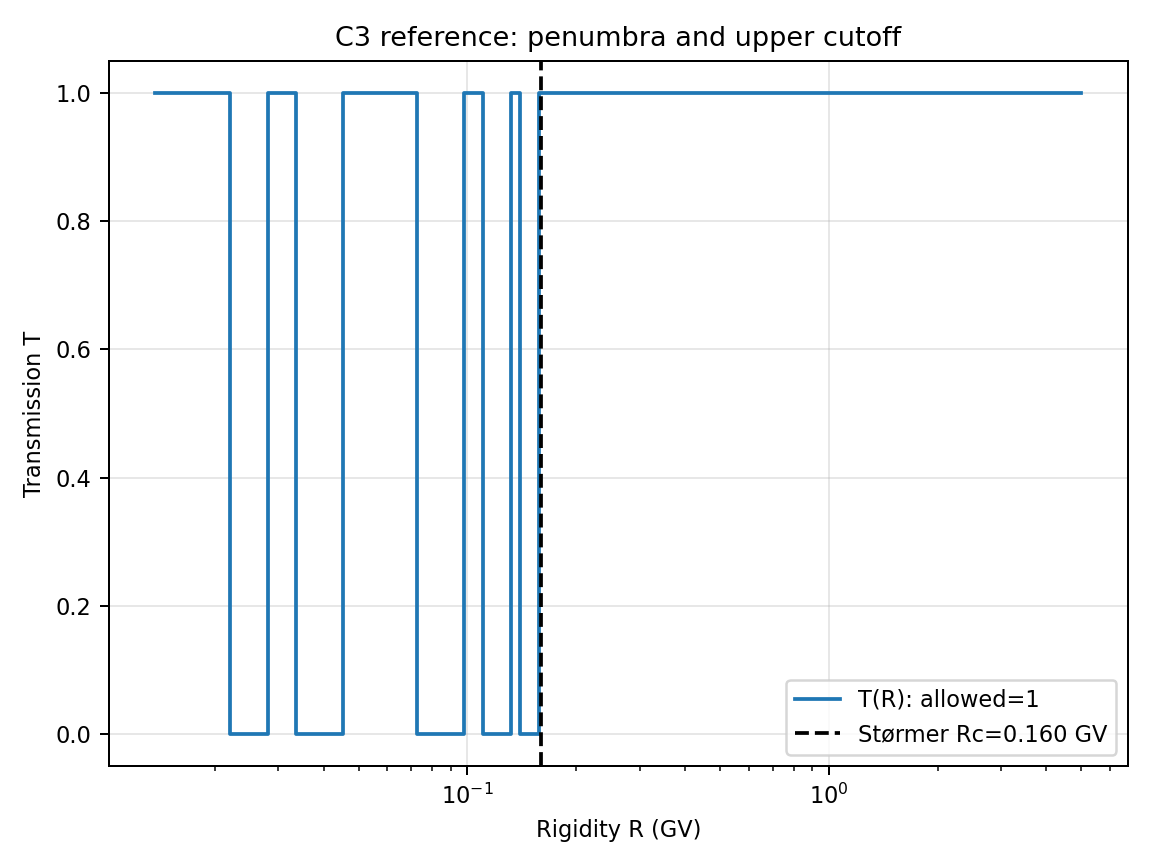 C3 reference: penumbra and upper cutoff
Transmission T
1.0
0.8
0.6
0.4
0.2
0.0
T(R): allowed=1
Størmer Rc=0.160 GV
10⁻¹
10⁰
Rigidity R (GV)